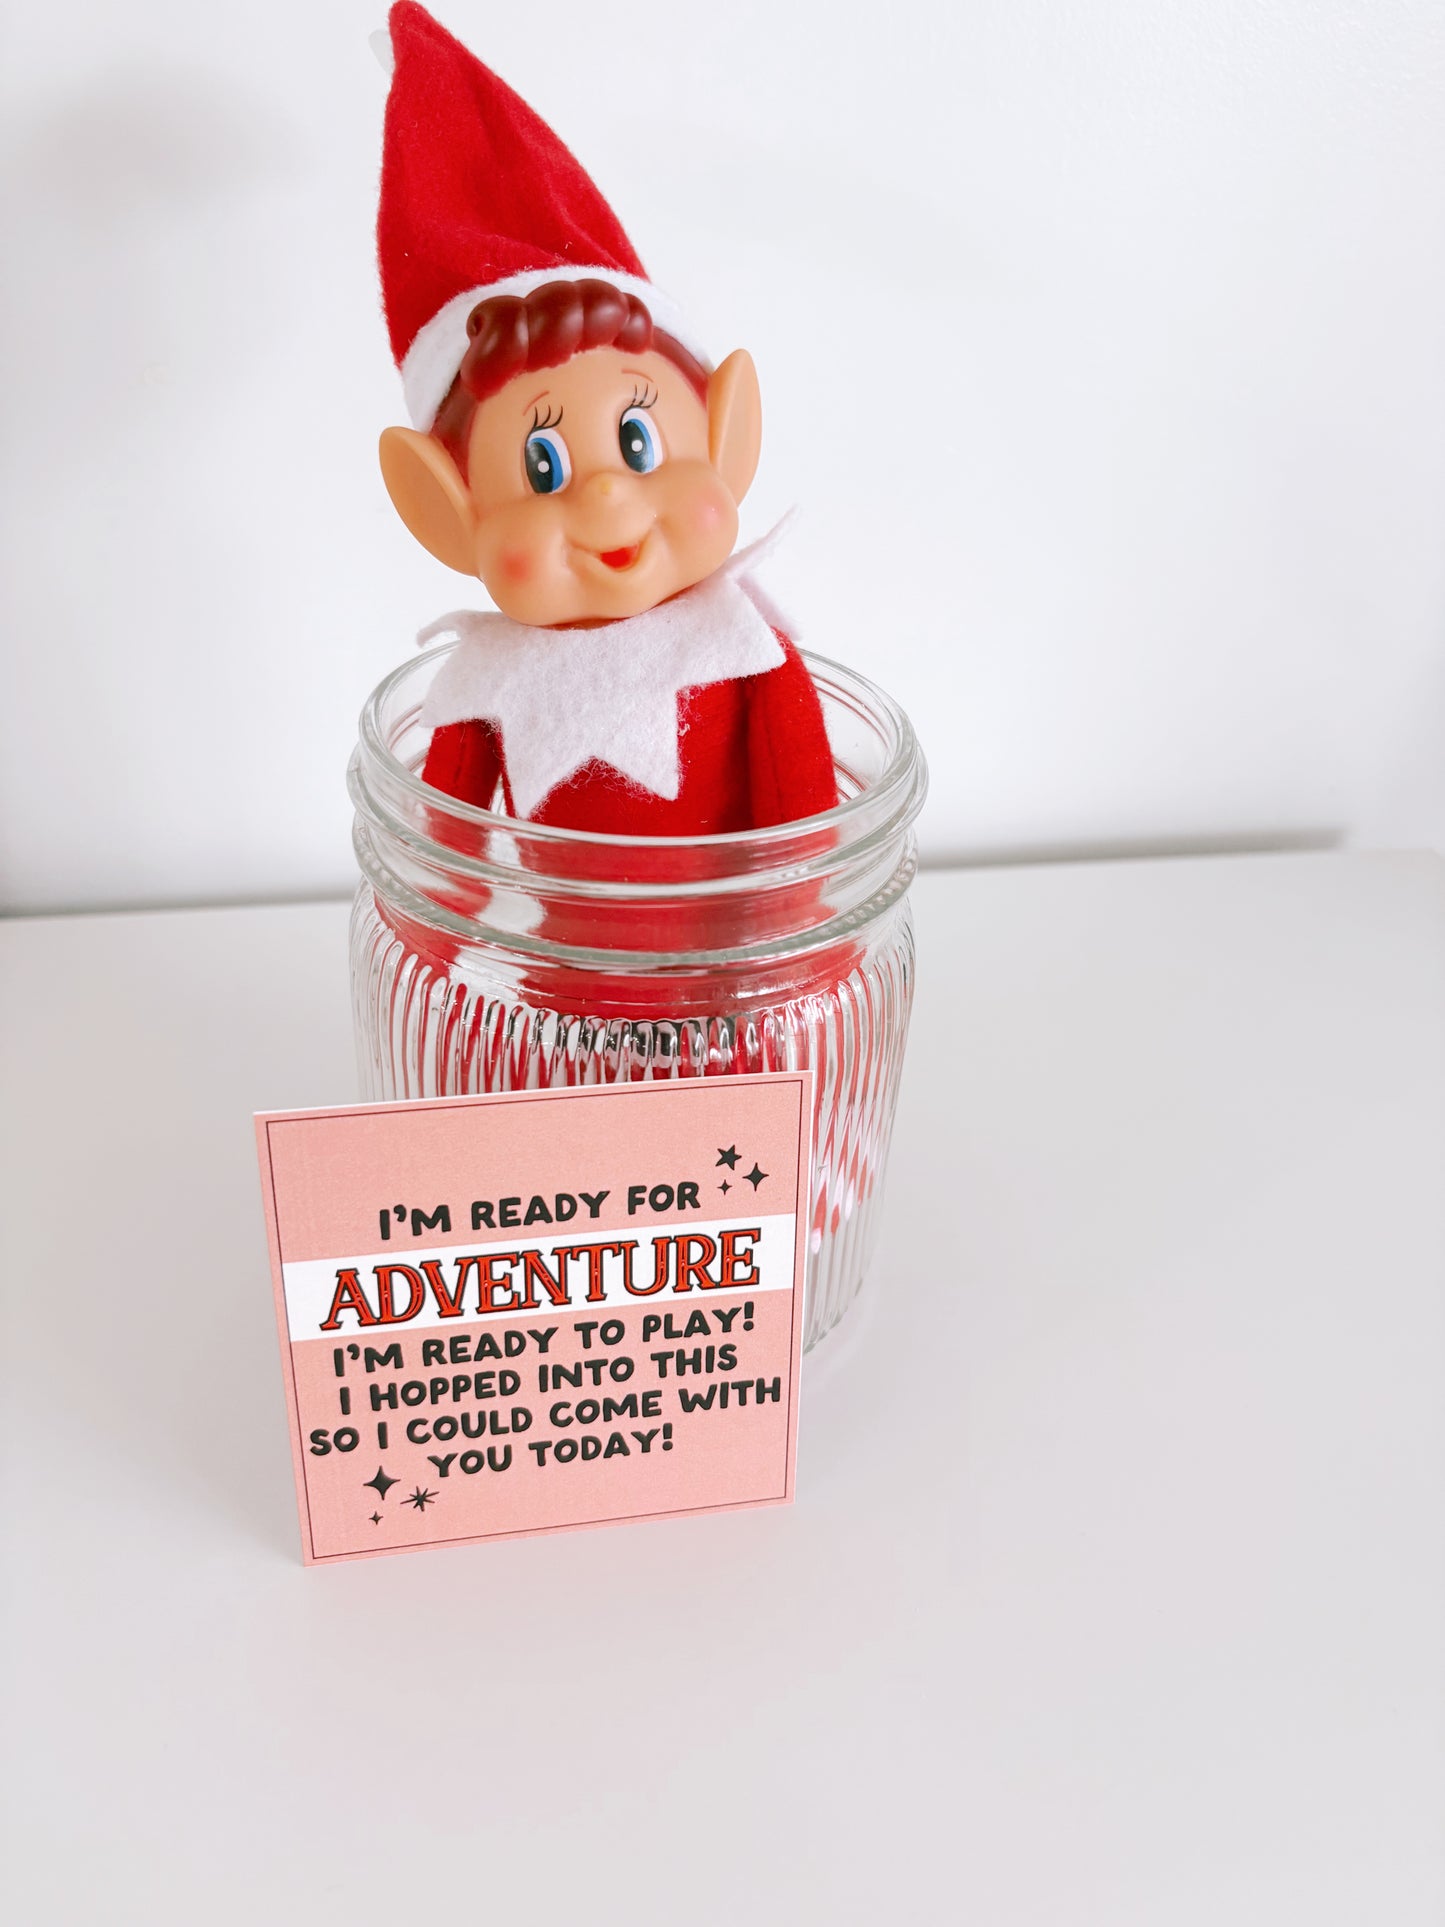 I'M READY FOR
ADVENTURE
I'M READY TO PLAY!
I HOPPED INTO THIS
SO I COULD COME WITH
YOU TODAY!